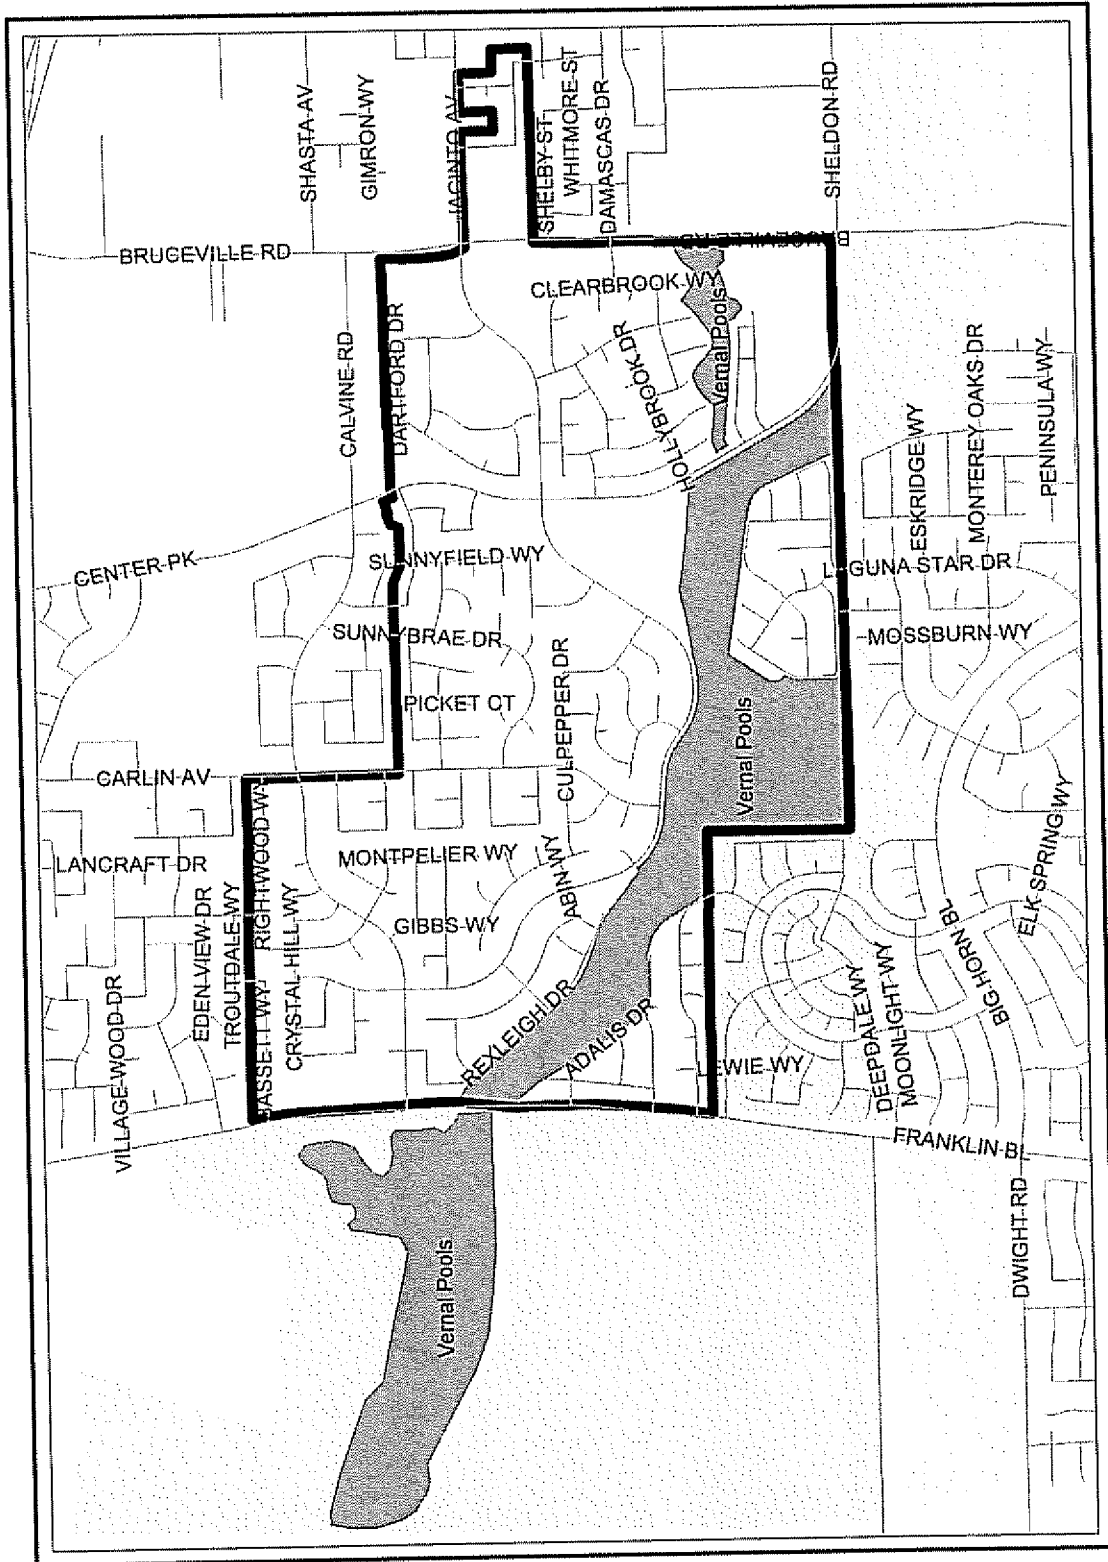 SHASTA AV
GIMRON WY
JACINTO AV
SHELBY ST
WHITMORE ST
DAMASCAS DR
SHELDON RD
BRUCEVILLE RD
BRUCEVILLE RD
CLEARBROOK WY
CALVINE RD
DARTFORD DR
HOLLYBROOK DR
Vernal Pools
ESKRIDGE WY
MONTEREY OAKS DR
PENINSULA WY
CENTER PK
SUNNYFIELD WY
LAGUNA STAR DR
SUNNYBRAE DR
MOSSBURN WY
PICKET CT
CULPEPPER DR
Vernal Pools
CARLIN AV
RIGHTWOOD WY
LANCRAFT DR
MONTPELIER WY
ABIN WY
ELK SPRING WY
EDEN VIEW DR
TROUTDALE WY
CRYSTAL HILL WY
GIBBS WY
BIG HORN BL
VILLAGE WOOD DR
BASSETT WY
REXLEIGH DR
ADALIS DR
LEWIE WY
DEEPDALE WY
MOONLIGHT WY
FRANKLIN BL
DWIGHT RD
Vernal Pools